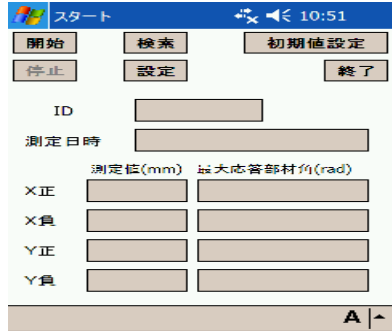 スタート 10:51
開始 検索 初期値設定
停止 設定 終了
ID
測定日時
測定値(mm) 最大応答部材角(rad)
X正
X負
Y正
Y負
A